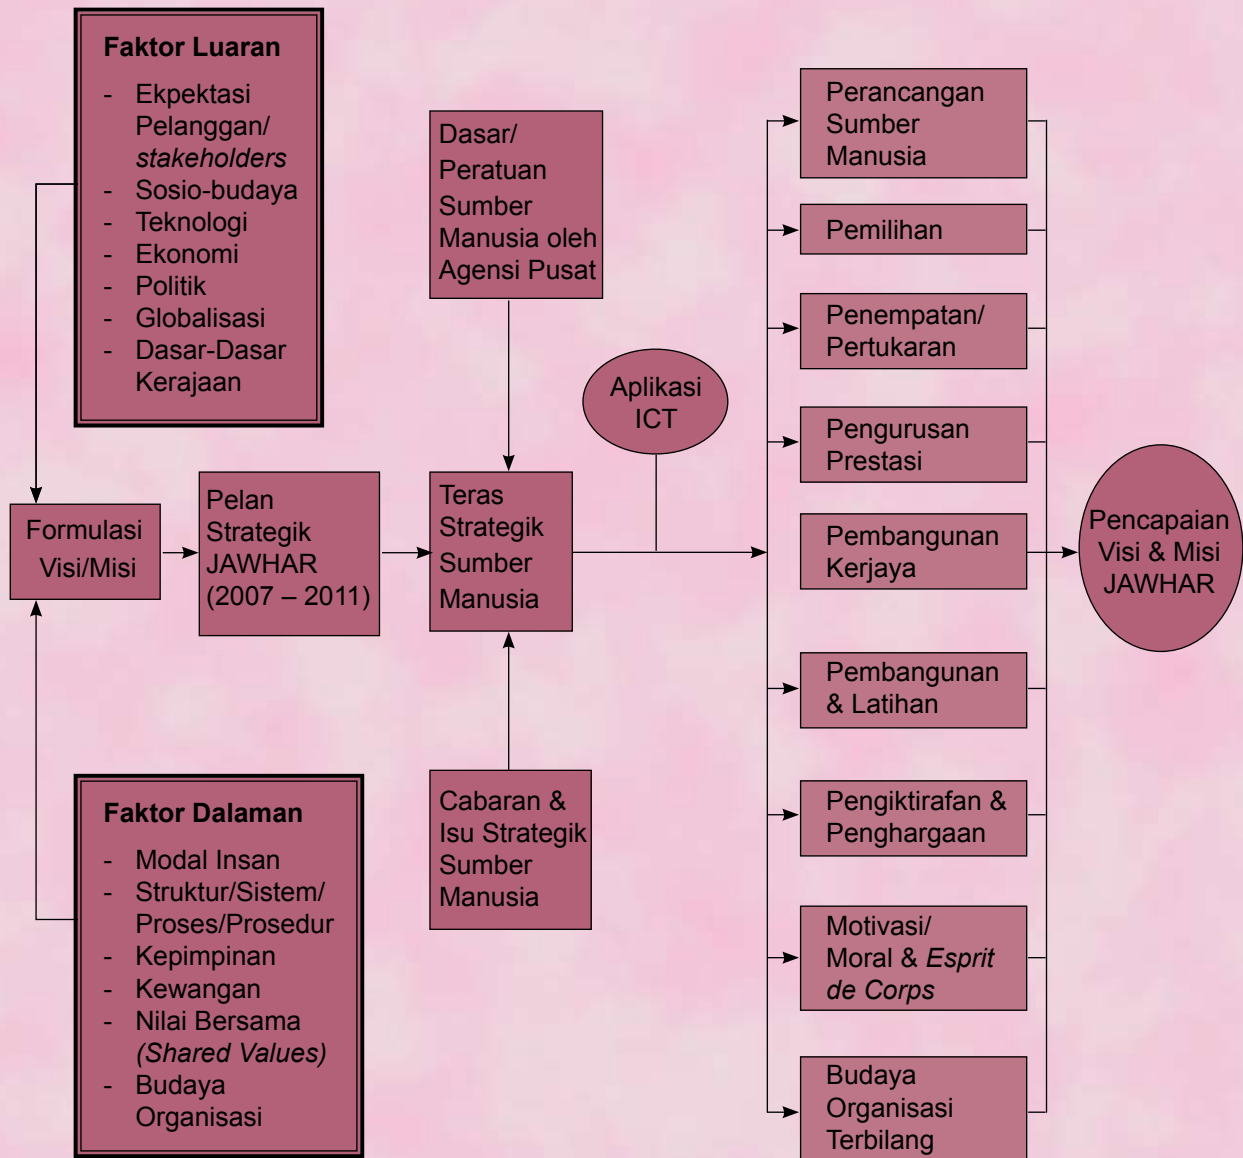 Faktor Luaran
- Ekpektasi
Pelanggan/
stakeholders
- Sosio-budaya
- Teknologi
- Ekonomi
- Politik
- Globalisasi
- Dasar-Dasar
Kerajaan
Formulasi
Visi/Misi
Faktor Dalaman
- Modal Insan
- Struktur/Sistem/
Proses/Prosedur
- Kepimpinan
- Kewangan
- Nilai Bersama
(Shared Values)
- Budaya
Organisasi
Pelan
Strategik
JAWHAR
(2007 – 2011)
Dasar/
Peratuan
Sumber
Manusia oleh
Agensi Pusat
Teras
Strategik
Sumber
Manusia
Cabaran &
Isu Strategik
Sumber
Manusia
Aplikasi
ICT
Perancangan
Sumber
Manusia
Pemilihan
Penempatan/
Pertukaran
Pengurusan
Prestasi
Pembangunan
Kerjaya
Pembangunan
& Latihan
Pengiktirafan &
Penghargaan
Motivasi/
Moral & Esprit
de Corps
Budaya
Organisasi
Terbilang
Pencapaian
Visi & Misi
JAWHAR